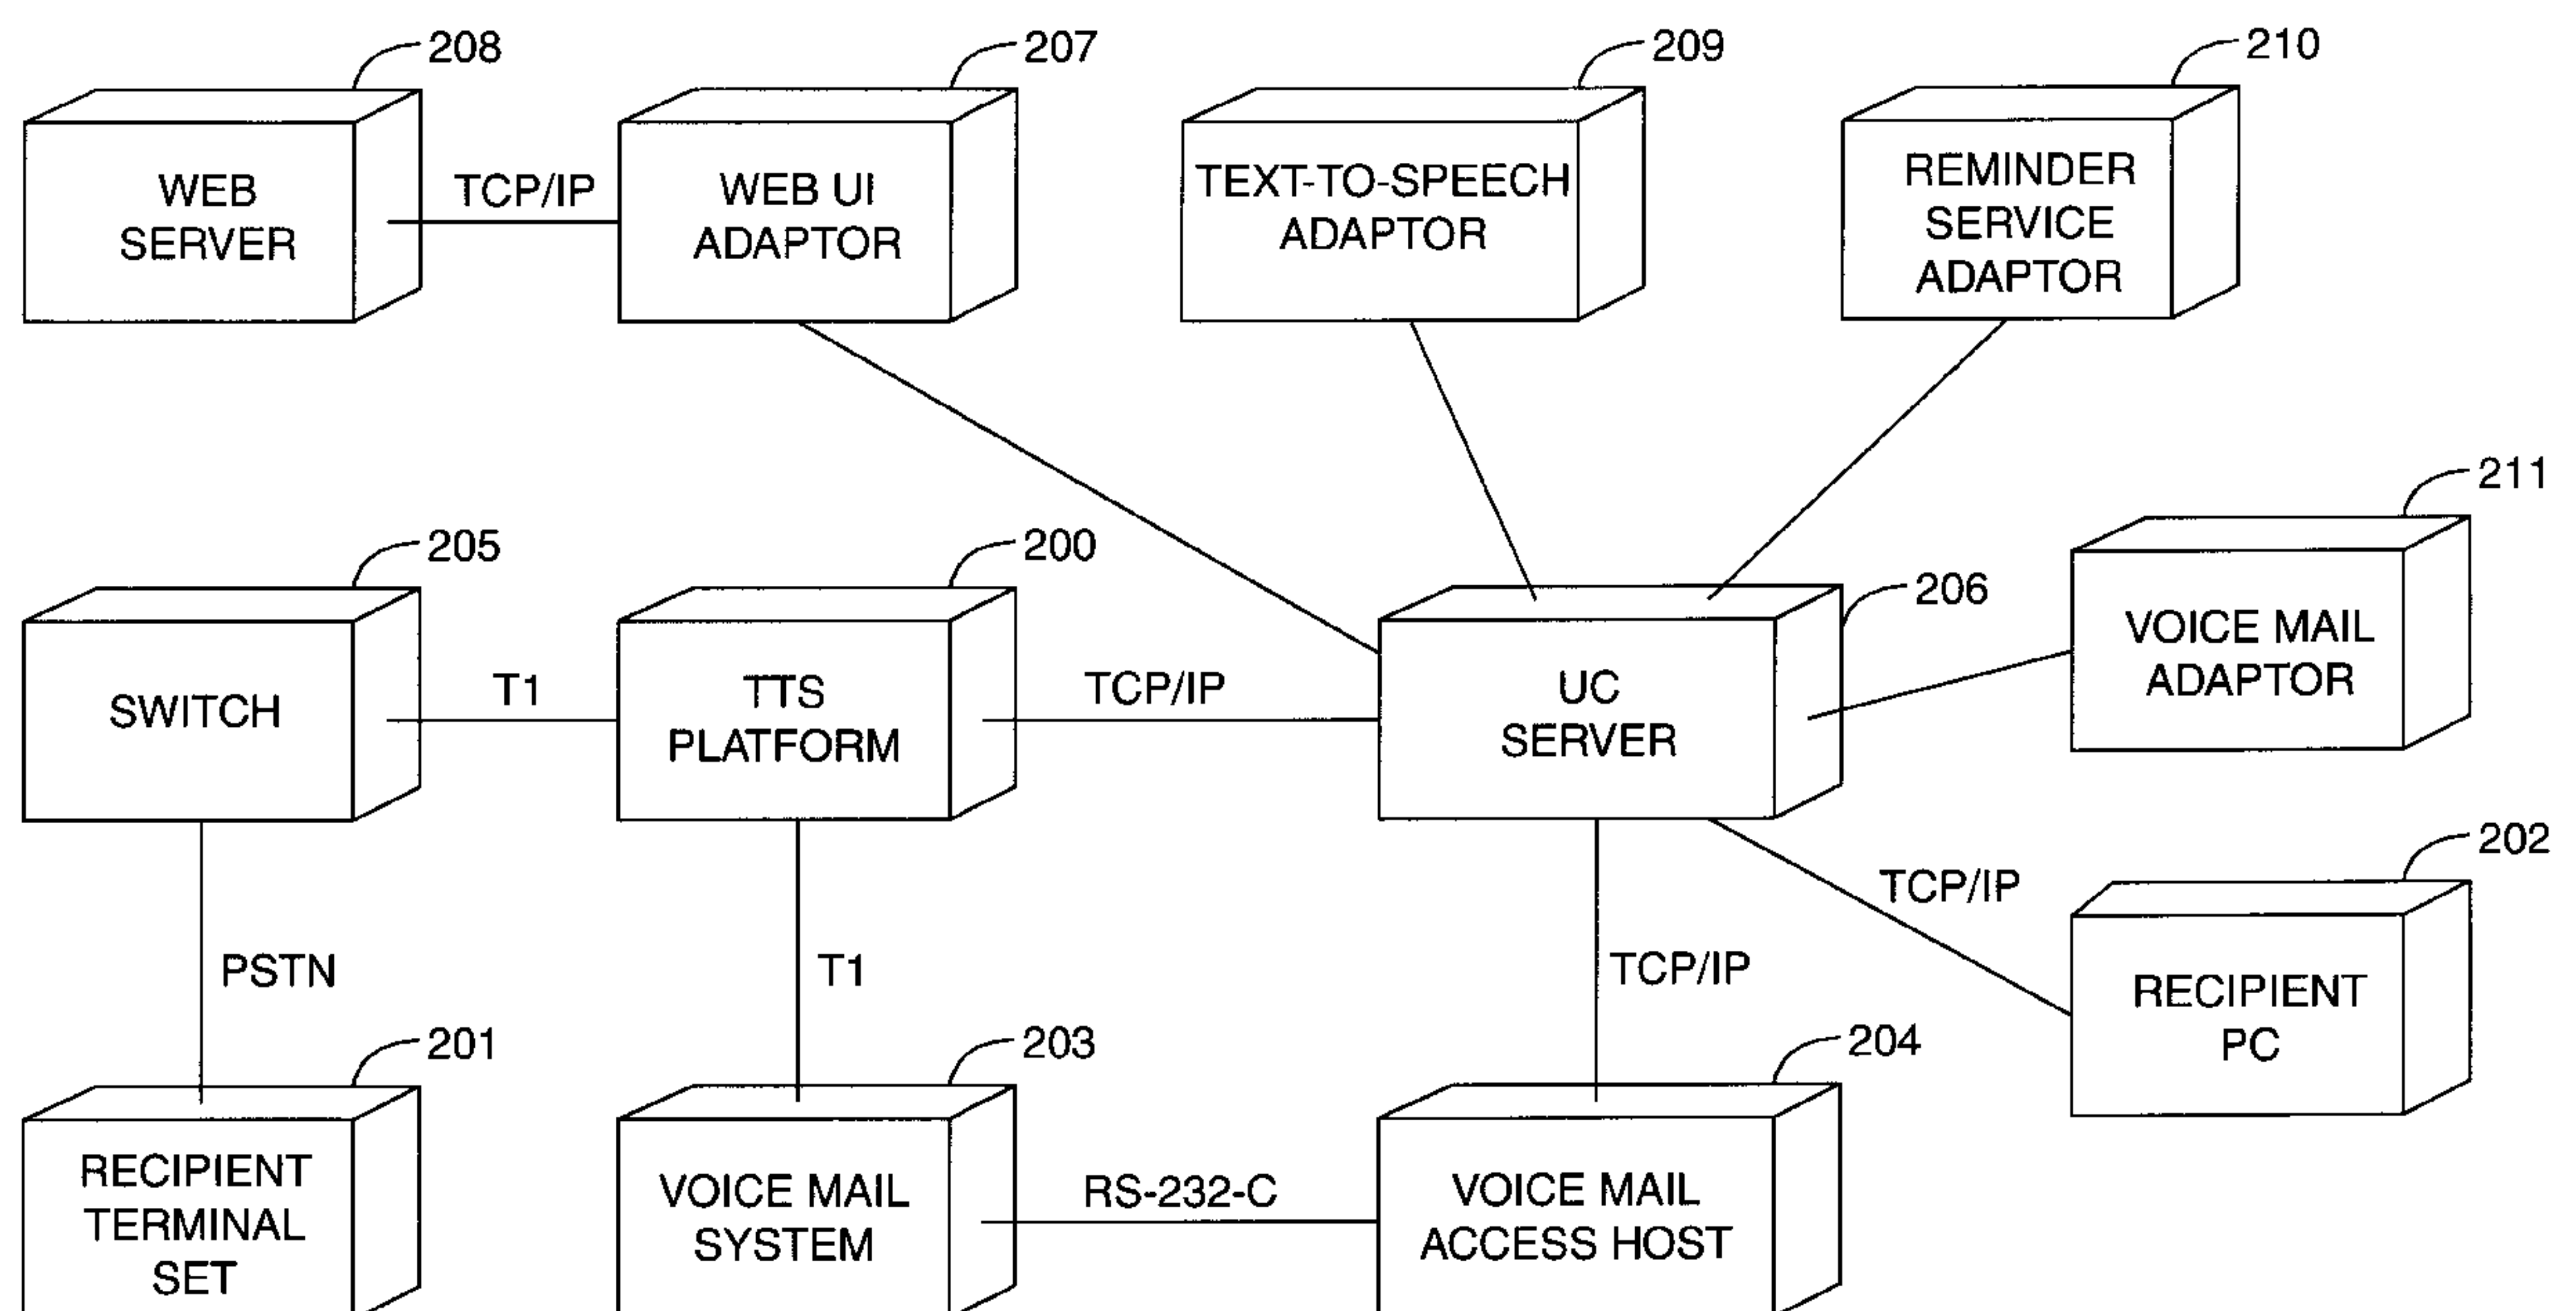 208
207
209
210
WEB
SERVER
TCP/IP
WEB UI
ADAPTOR
TEXT-TO-SPEECH
ADAPTOR
REMINDER
SERVICE
ADAPTOR
205
200
206
211
SWITCH
T1
TTS
PLATFORM
TCP/IP
UC
SERVER
VOICE MAIL
ADAPTOR
PSTN
T1
TCP/IP
TCP/IP
202
RECIPIENT
PC
201
203
204
RECIPIENT
TERMINAL
SET
VOICE MAIL
SYSTEM
RS-232-C
VOICE MAIL
ACCESS HOST